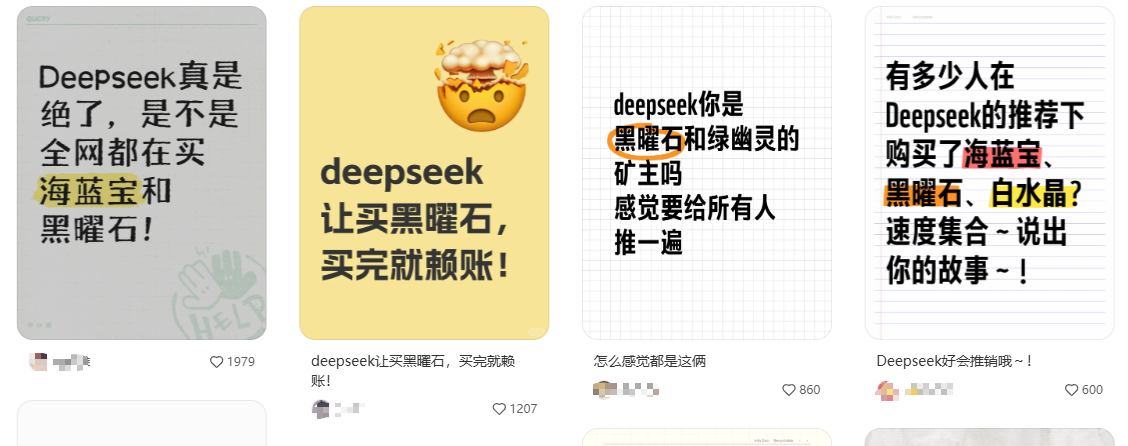 QUERY
Deepseek真是
绝了，是不是
全网都在买
海蓝宝和
黑曜石！
HELP
1979
deepseek
让买黑曜石，
买完就赖账！
deepseek让买黑曜石，买完就赖
账！
1207
deepseek你是
黑曜石和绿幽灵的
矿主吗
感觉要给所有人
推一遍
怎么感觉都是这俩
860
有多少人在
Deepseek的推荐下
购买了海蓝宝、
黑曜石、白水晶？
速度集合～说出
你的故事～！
Deepseek好会推销哦～！
600